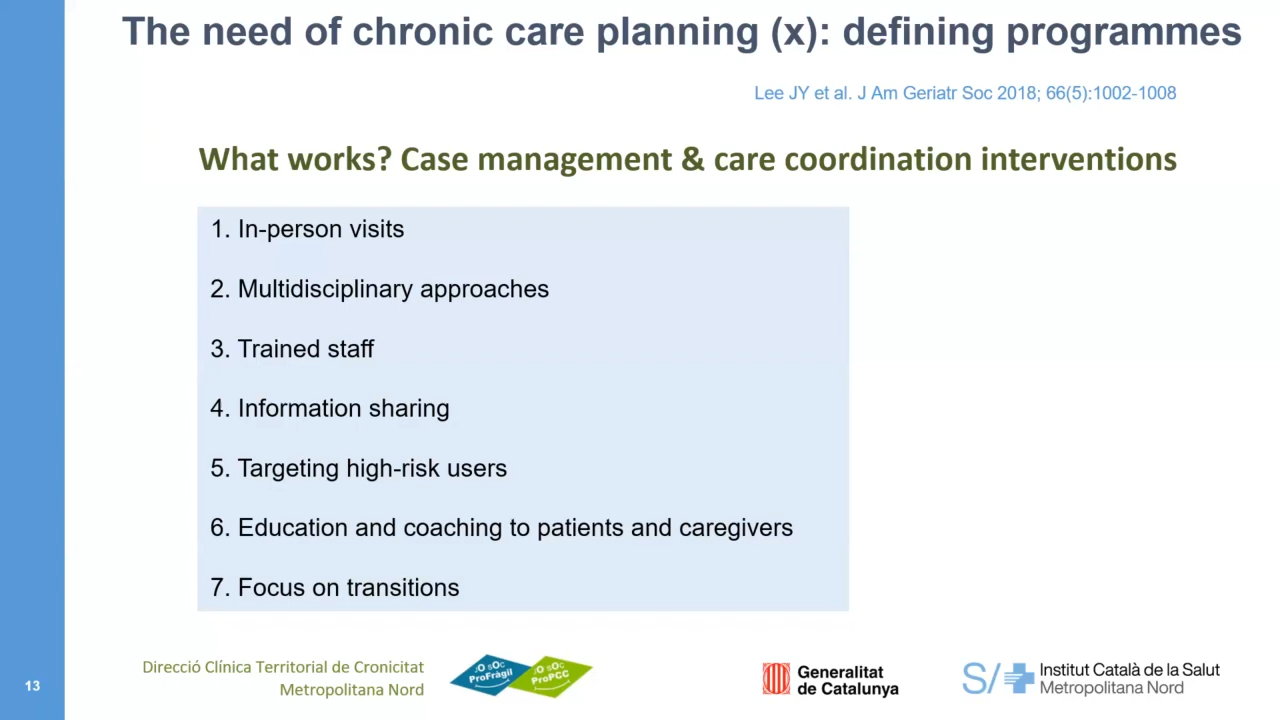 The need of chronic care planning (x): defining programmes
Lee JY et al. J Am Geriatr Soc 2018; 66(5):1002-1008
What works? Case management & care coordination interventions
1. In-person visits
2. Multidisciplinary approaches
3. Trained staff
4. Information sharing
5. Targeting high-risk users
6. Education and coaching to patients and caregivers
7. Focus on transitions
13
Direcció Clínica Territorial de Cronicitat
Metropolitana Nord
jO sOc
ProFràgil
jO sOc
ProPCC
Generalitat
de Catalunya
S/
Institut Català de la Salut
Metropolitana Nord